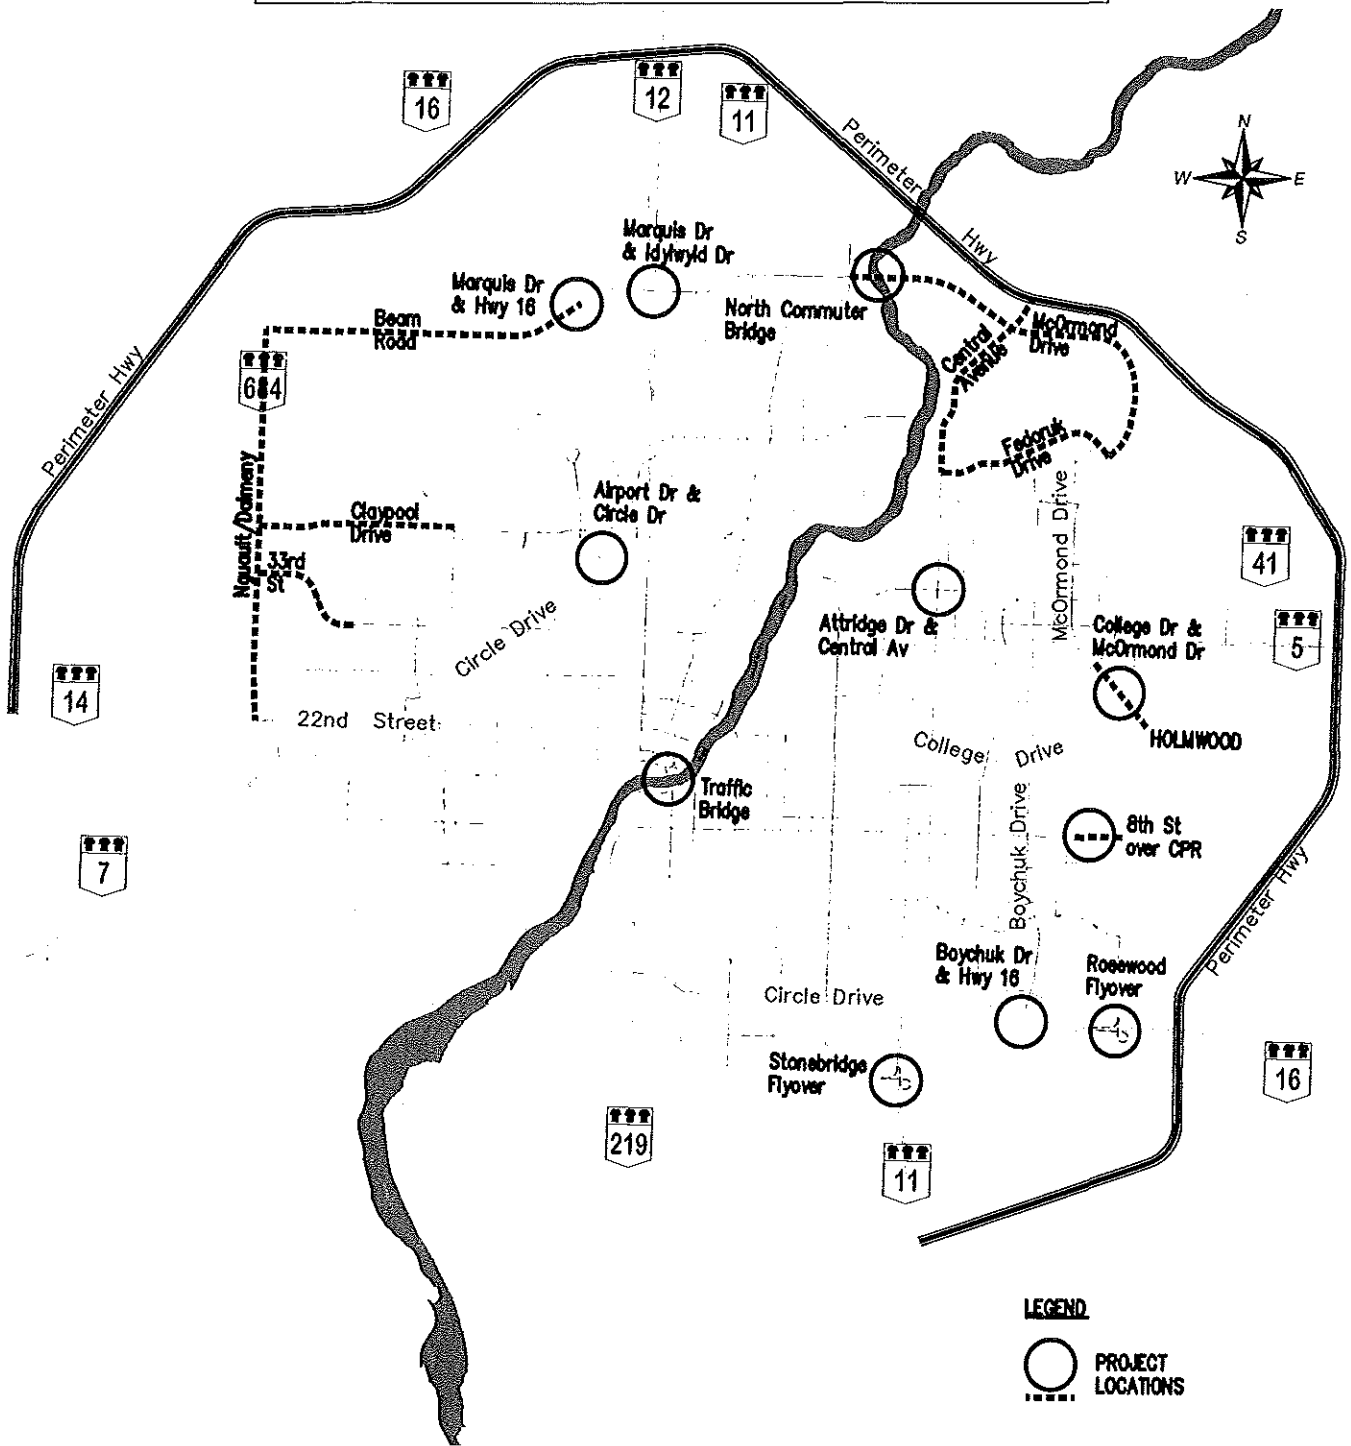 16
12
11
Perimeter
Hwy
N
W
E
S
Marquis Dr
& Idylwyld Dr
Marquis Dr
& Hwy 16
North Commuter
Bridge
Beam
Road
684
Perimeter Hwy
Central
Avenue
McOrmond
Drive
Fedoruk
Drive
McOrmond Drive
Airport Dr &
Circle Dr
Claypool
Drive
33rd
St
Circle Drive
41
5
14
22nd Street
Attridge Dr &
Central Av
College Dr &
McOrmond Dr
HOLMWOOD
College Drive
Traffic
Bridge
Boychuk Drive
8th St
over CPR
7
Perimeter Hwy
Boychuk Dr
& Hwy 16
Rosewood
Flyover
Circle Drive
Stonebridge
Flyover
16
219
11
LEGEND
PROJECT
LOCATIONS